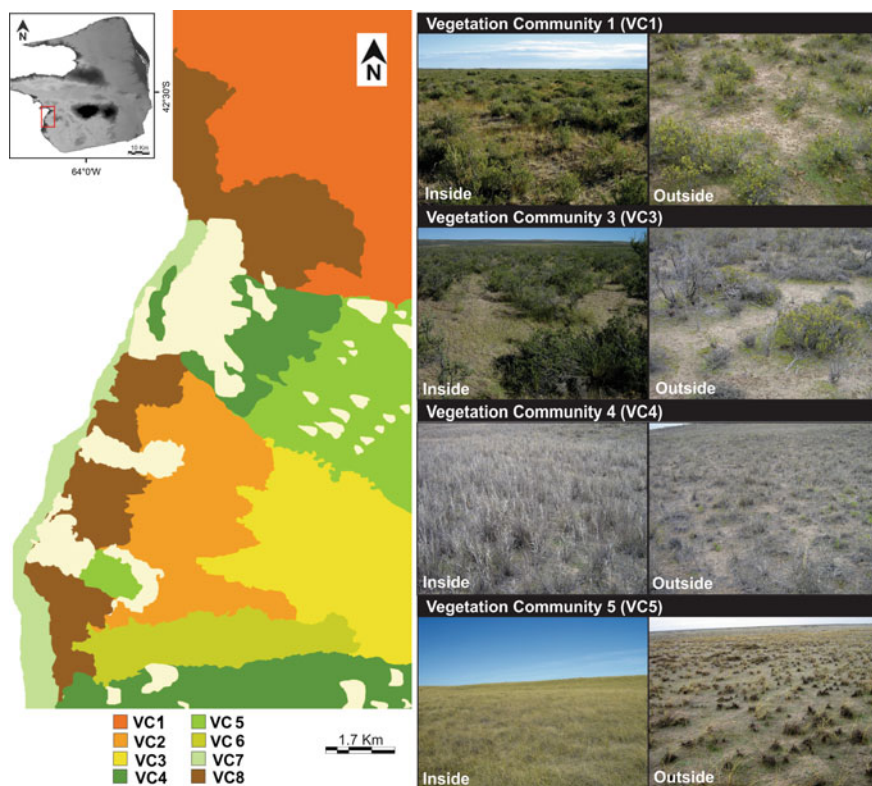 N
42°30'S
10 Km
64°0'W
N
VC1
VC2
VC3
VC4
VC 5
VC 6
VC7
VC8
1.7 Km
Vegetation Community 1 (VC1)
Inside
Outside
Vegetation Community 3 (VC3)
Inside
Outside
Vegetation Community 4 (VC4)
Inside
Outside
Vegetation Community 5 (VC5)
Inside
Outside